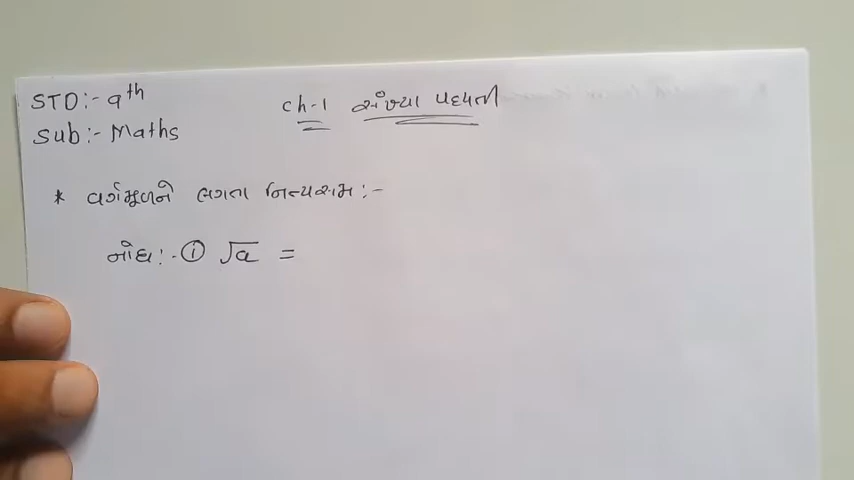 STD:- 9th
ch-1 સંખ્યા પદ્ધતી
Sub:- Maths
* વર્ગમૂળને લગતા નિત્યસમ :-
નોંધ:- ① √a =